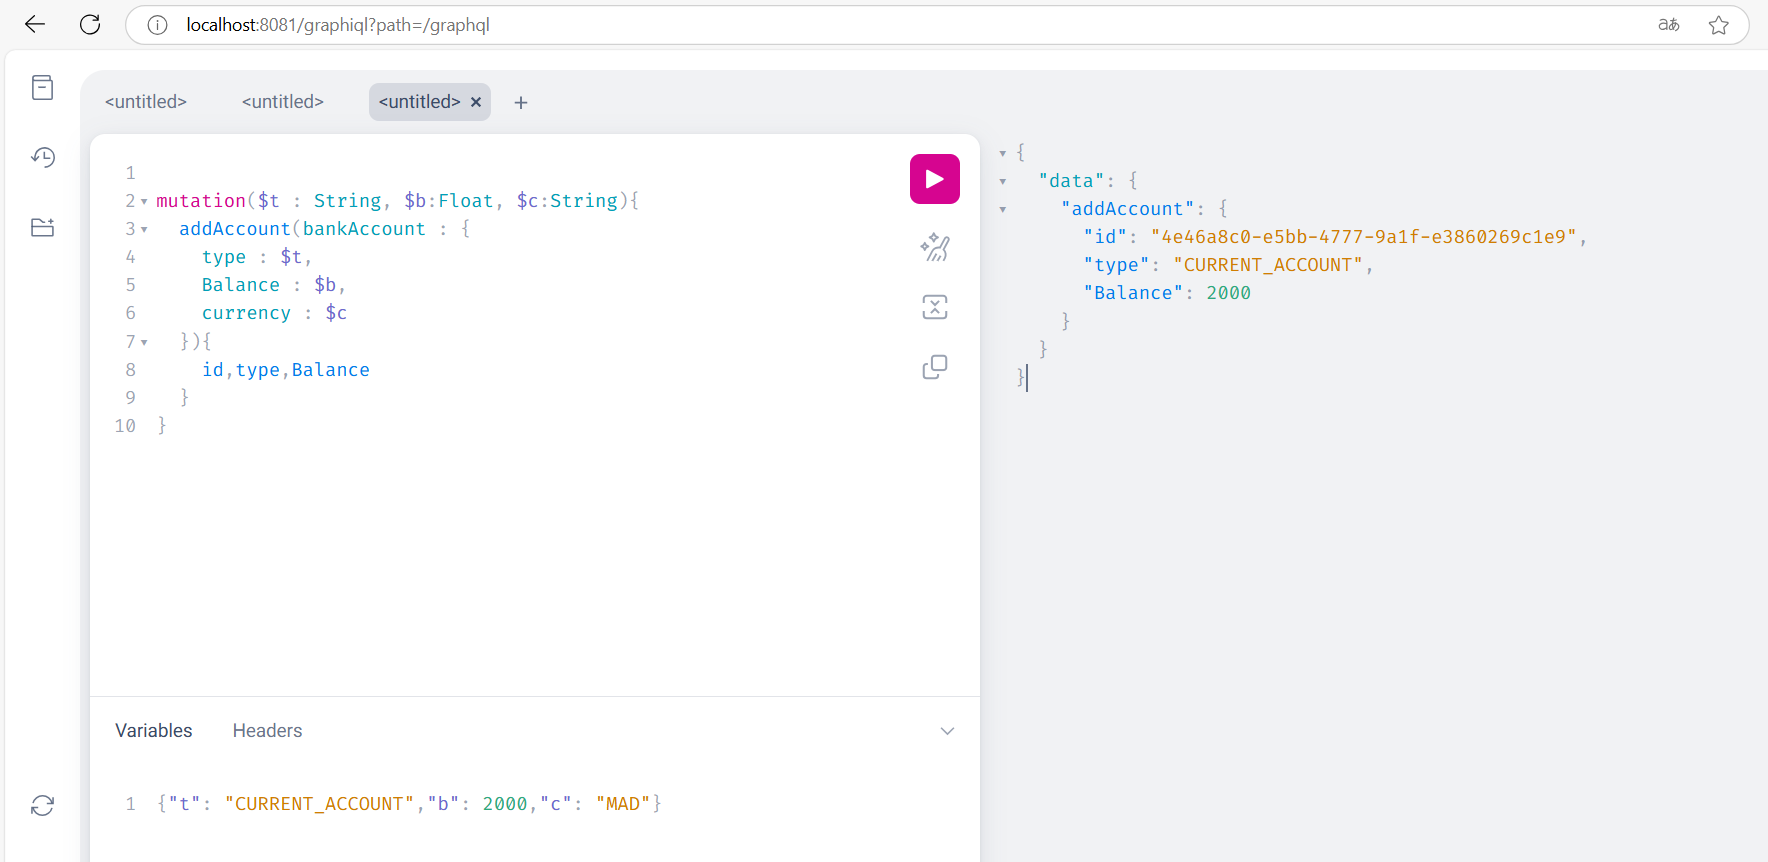 localhost:8081/graphiql?path=/graphql
aあ
<untitled> <untitled> <untitled> × +
1
2 mutation($t : String, $b:Float, $c:String){
3 addAccount(bankAccount : {
4 type : $t,
5 Balance : $b,
6 currency : $c
7 }){
8 id,type,Balance
9 }
10 }
Variables Headers
1 {"t": "CURRENT_ACCOUNT","b": 2000,"c": "MAD"}
{
"data": {
"addAccount": {
"id": "4e46a8c0-e5bb-4777-9a1f-e3860269c1e9",
"type": "CURRENT_ACCOUNT",
"Balance": 2000
}
}
}